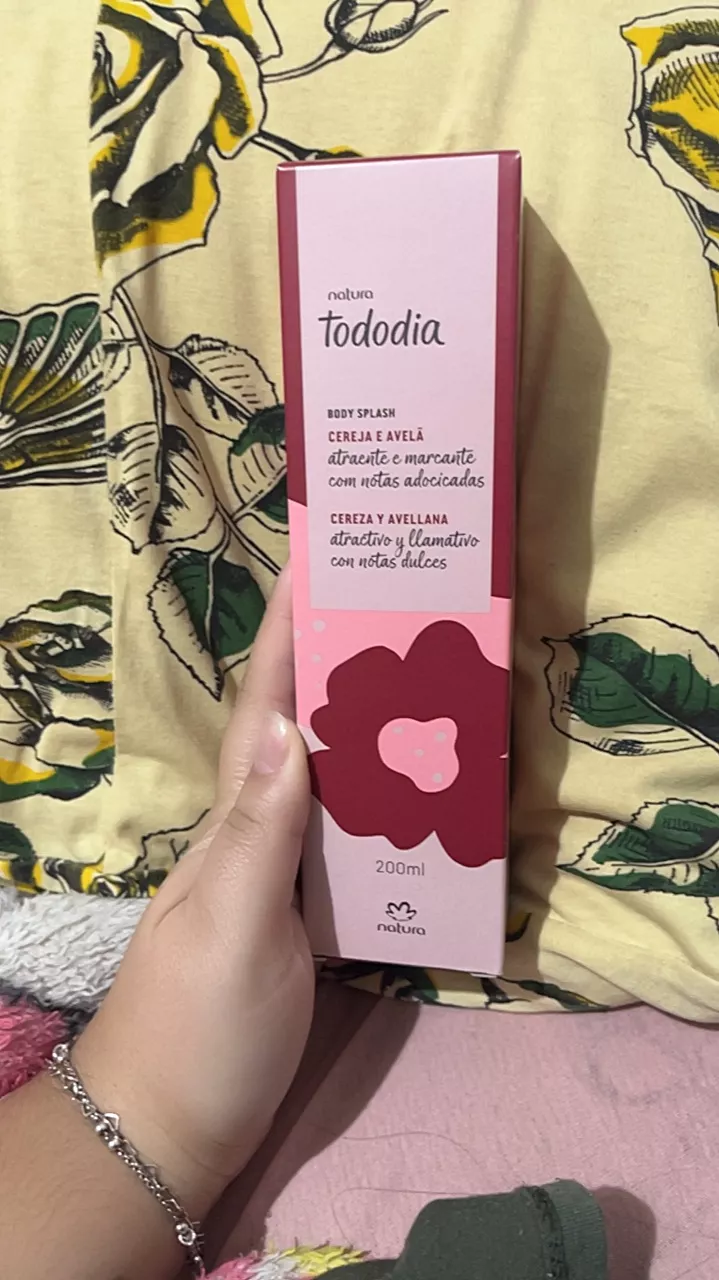 natura
tododia
BODY SPLASH
CEREJA E AVELÃ
atraente e marcante
com notas adocicadas
CEREZA Y AVELLANA
atractivo y llamativo
con notas dulces
200ml
natura